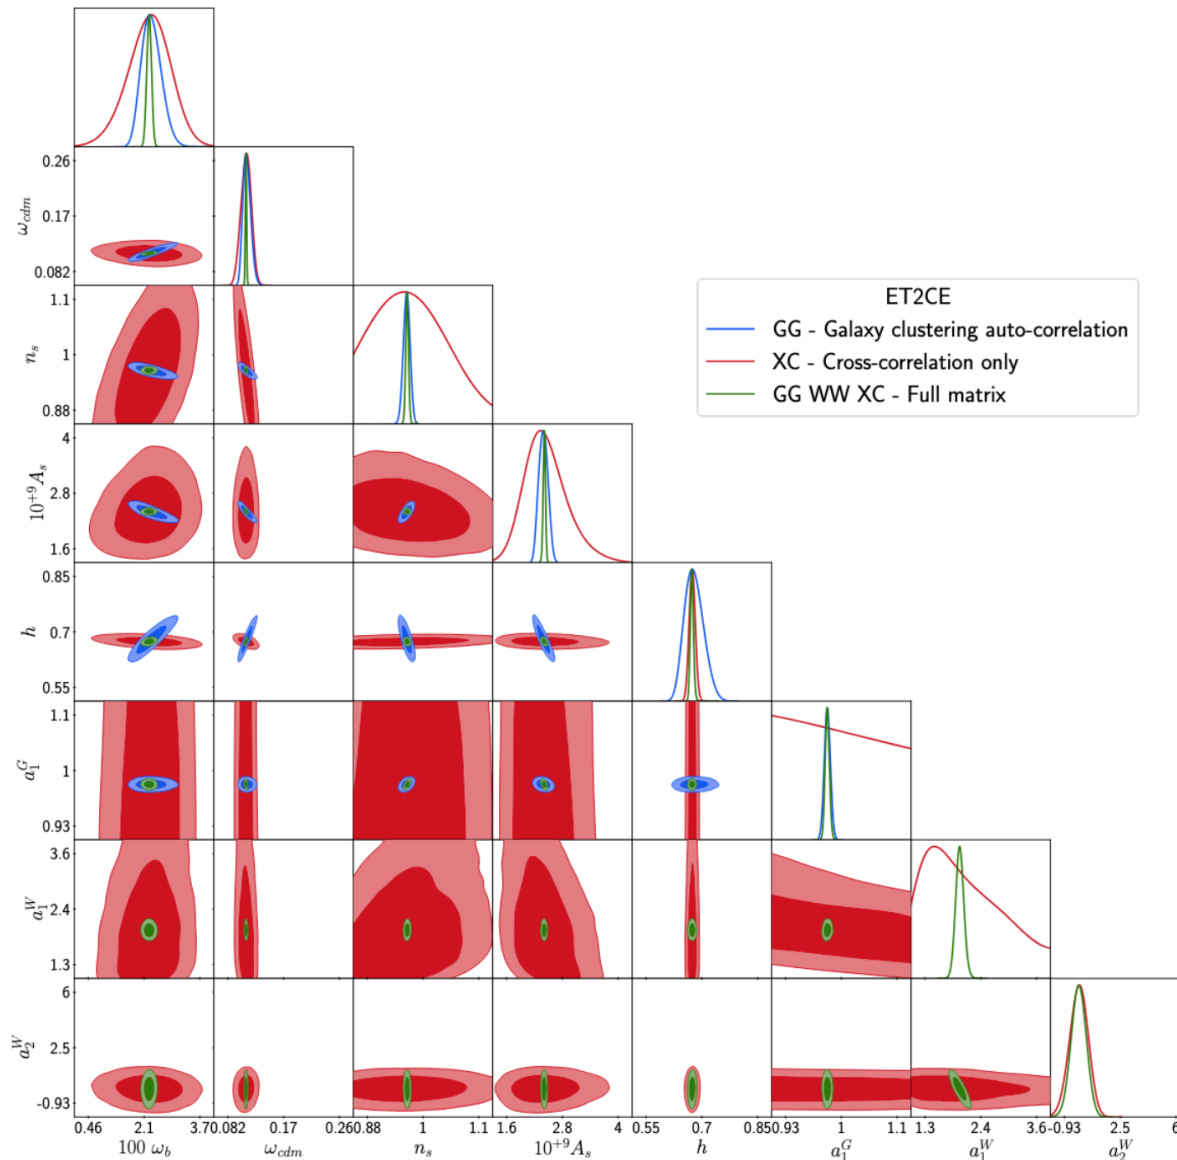 0.26
0.17
0.082
ω_cdm
1.1
1
0.88
n_s
ET2CE
GG - Galaxy clustering auto-correlation
XC - Cross-correlation only
GG WW XC - Full matrix
4
2.8
1.6
10^{+9}A_s
0.85
0.7
0.55
h
1.1
1
0.93
a_1^G
3.6
2.4
1.3
a_1^W
6
2.5
-0.93
a_2^W
0.46 2.1 3.70 0.082 0.17 0.26 0.88 1 1.1 1.6 2.8 4 0.55 0.7 0.85 0.93 1 1.1 1.3 2.4 3.6 -0.93 2.5 6
100 ω_b ω_cdm n_s 10^{+9}A_s h a_1^G a_1^W a_2^W